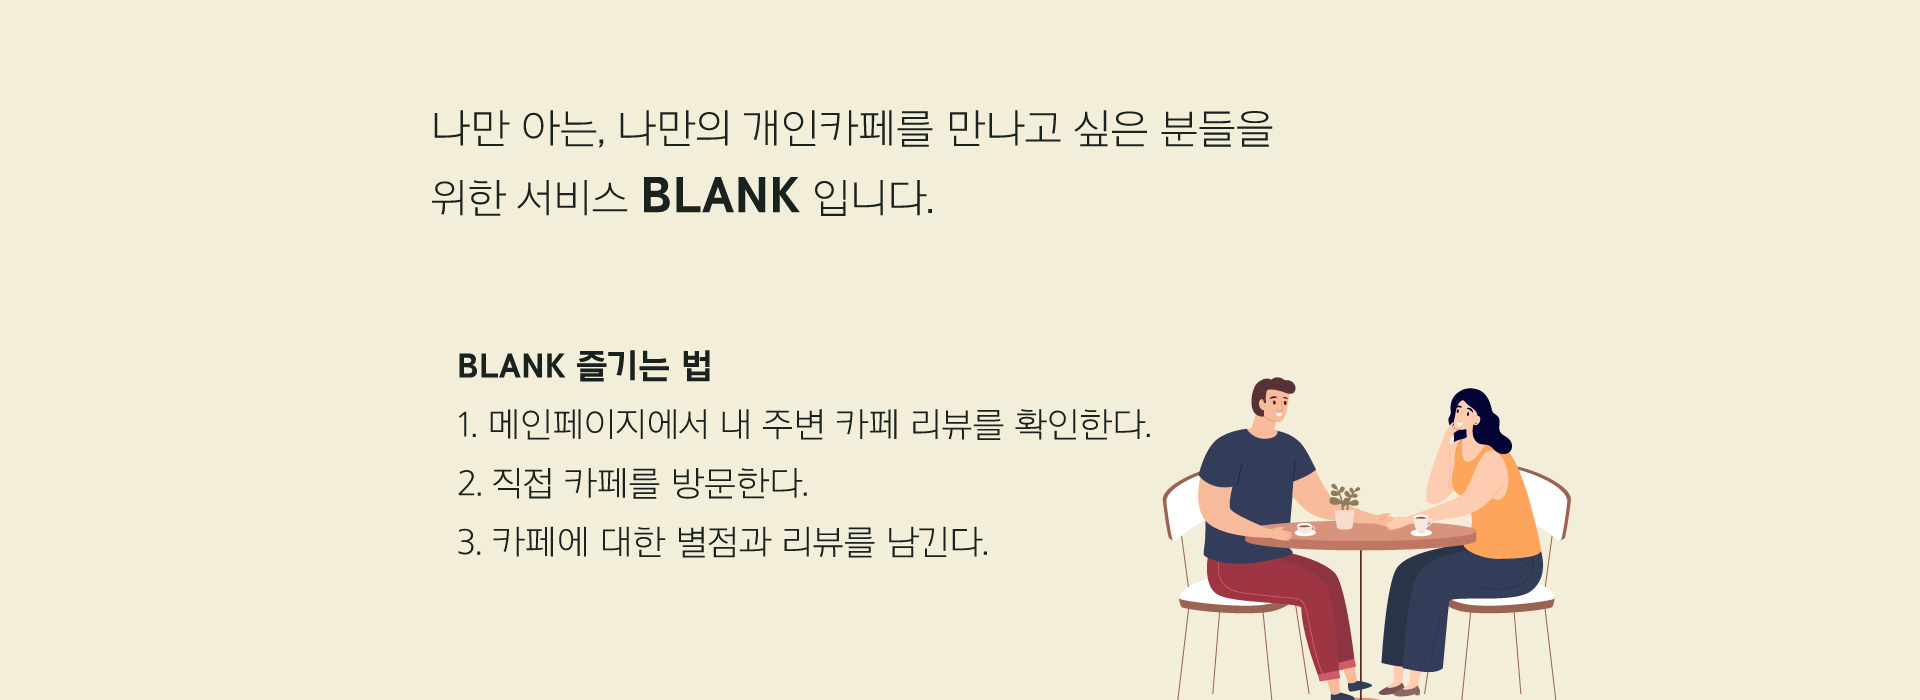 나만 아는, 나만의 개인카페를 만나고 싶은 분들을
위한 서비스 BLANK 입니다.
BLANK 즐기는 법
1. 메인페이지에서 내 주변 카페 리뷰를 확인한다.
2. 직접 카페를 방문한다.
3. 카페에 대한 별점과 리뷰를 남긴다.